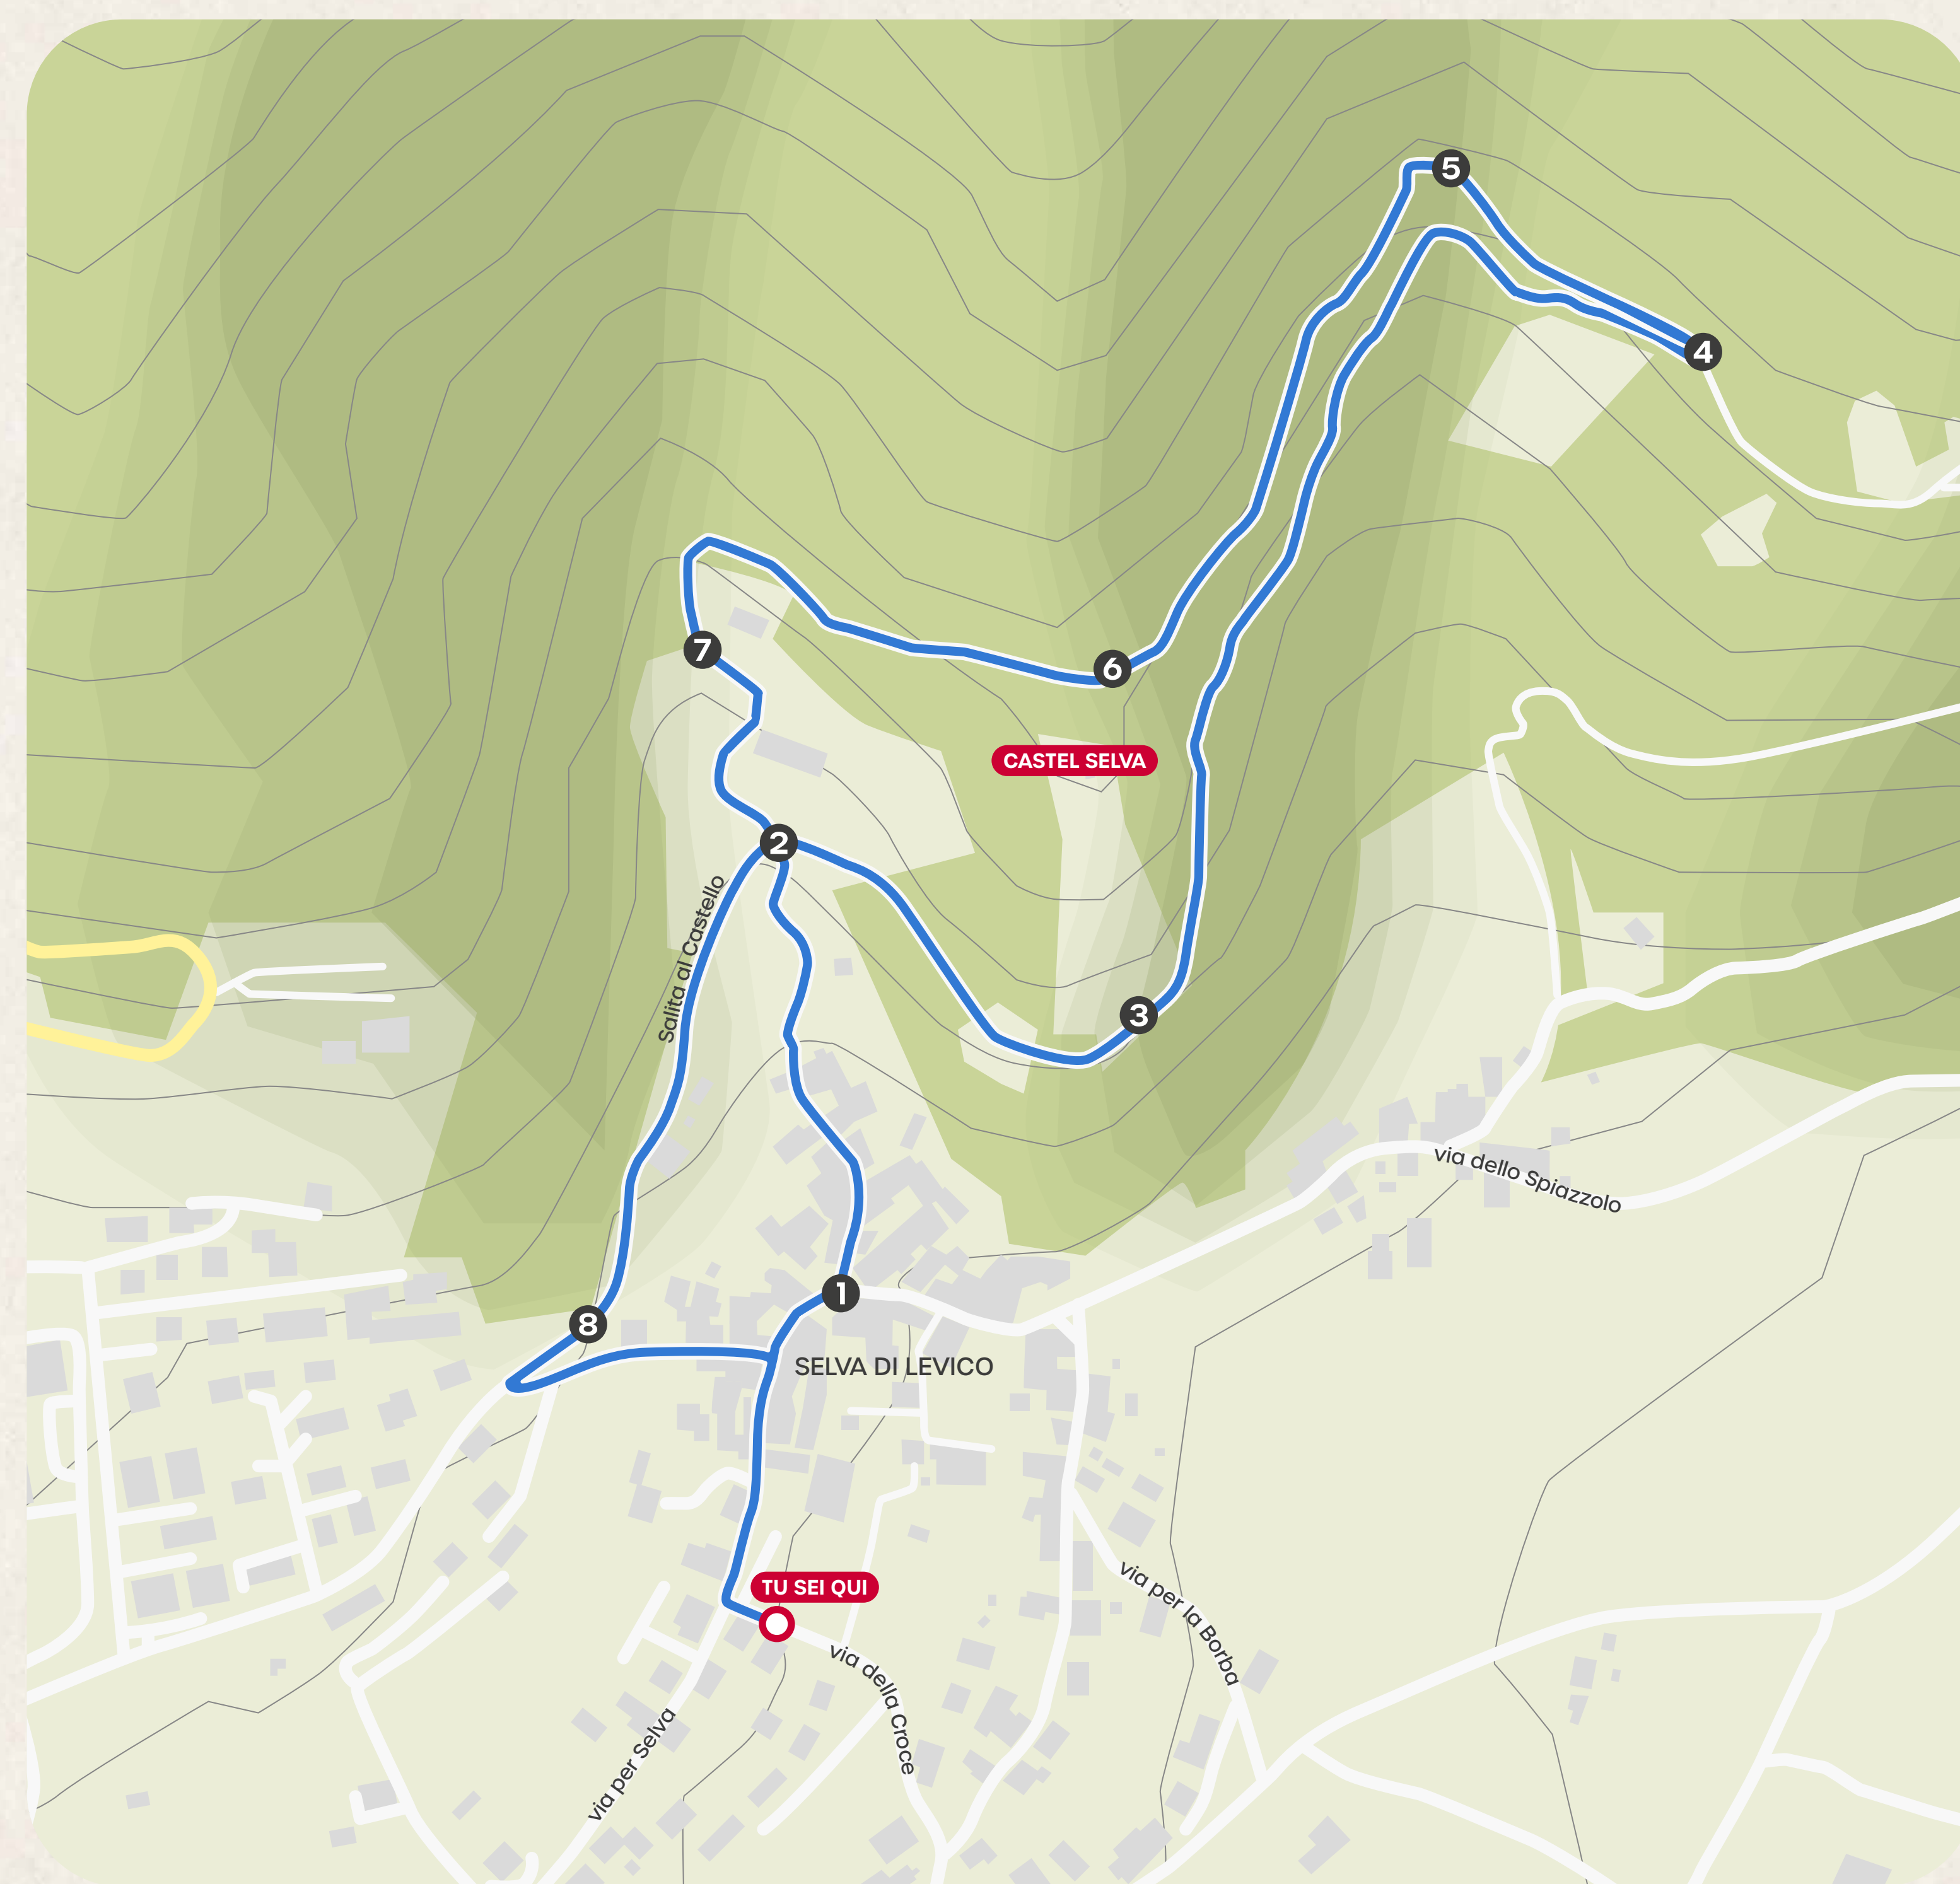 5
4
7
6
CASTEL SELVA
2
Salita al Castello
3
via dello Spiazzolo
1
8
SELVA DI LEVICO
TU SEI QUI
via per la Borba
via della Croce
via per Selva